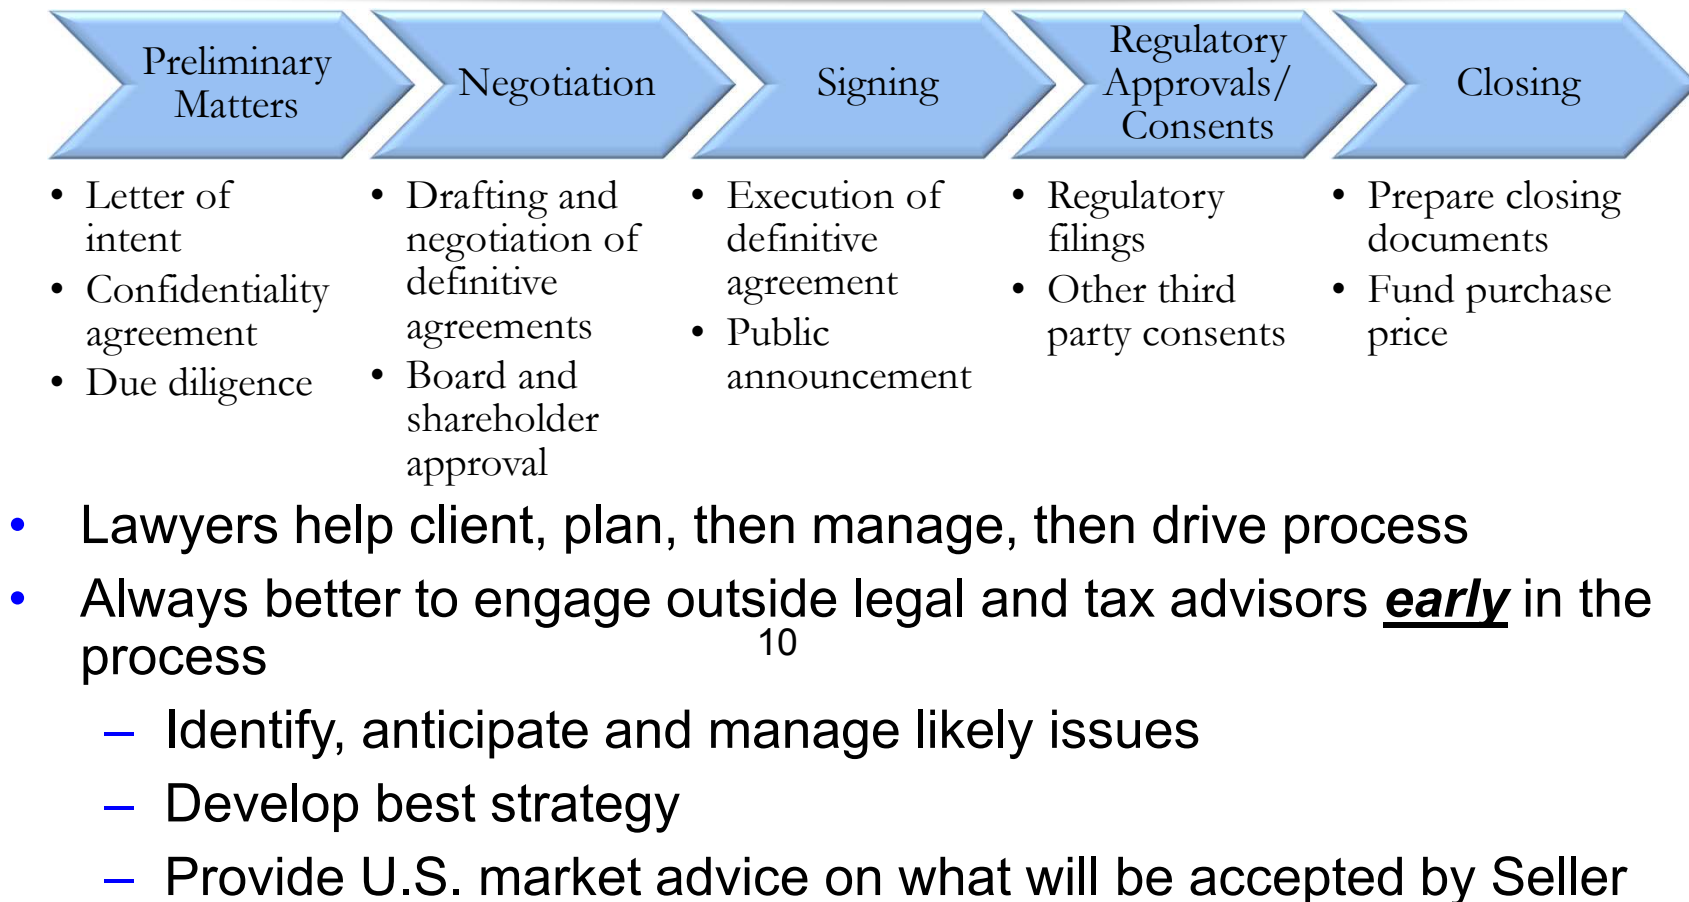 Preliminary
Matters
Negotiation
Signing
Regulatory
Approvals/
Consents
Closing
• Letter of
intent
• Confidentiality
agreement
• Due diligence
• Drafting and
negotiation of
definitive
agreements
• Board and
shareholder
approval
• Execution of
definitive
agreement
• Public
announcement
• Regulatory
filings
• Other third
party consents
• Prepare closing
documents
• Fund purchase
price
• Lawyers help client, plan, then manage, then drive process
• Always better to engage outside legal and tax advisors early in the
process
10
– Identify, anticipate and manage likely issues
– Develop best strategy
– Provide U.S. market advice on what will be accepted by Seller